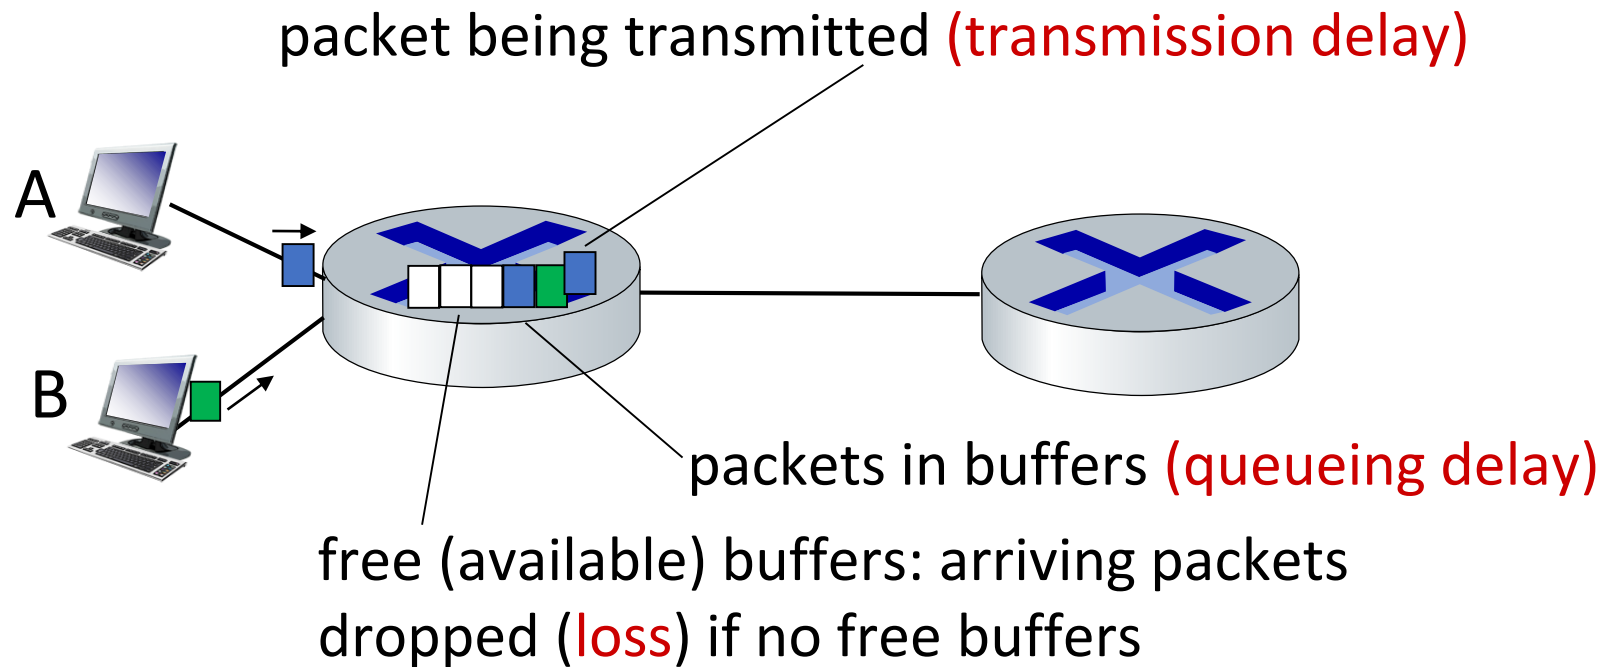 packet being transmitted (transmission delay)
A
B
packets in buffers (queueing delay)
free (available) buffers: arriving packets
dropped (loss) if no free buffers